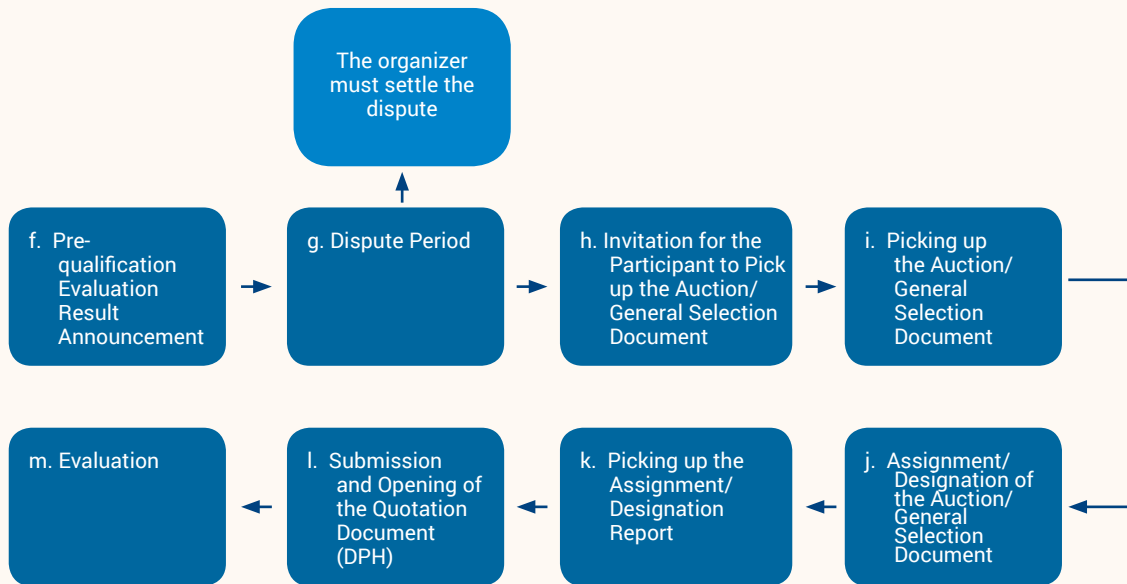 The organizer
must settle the
dispute
f. Pre-
qualification
Evaluation
Result
Announcement
g. Dispute Period
h. Invitation for the
Participant to Pick
up the Auction/
General Selection
Document
i. Picking up
the Auction/
General
Selection
Document
j. Assignment/
Designation of
the Auction/
General
Selection
Document
k. Picking up the
Assignment/
Designation
Report
l. Submission
and Opening of
the Quotation
Document
(DPH)
m. Evaluation